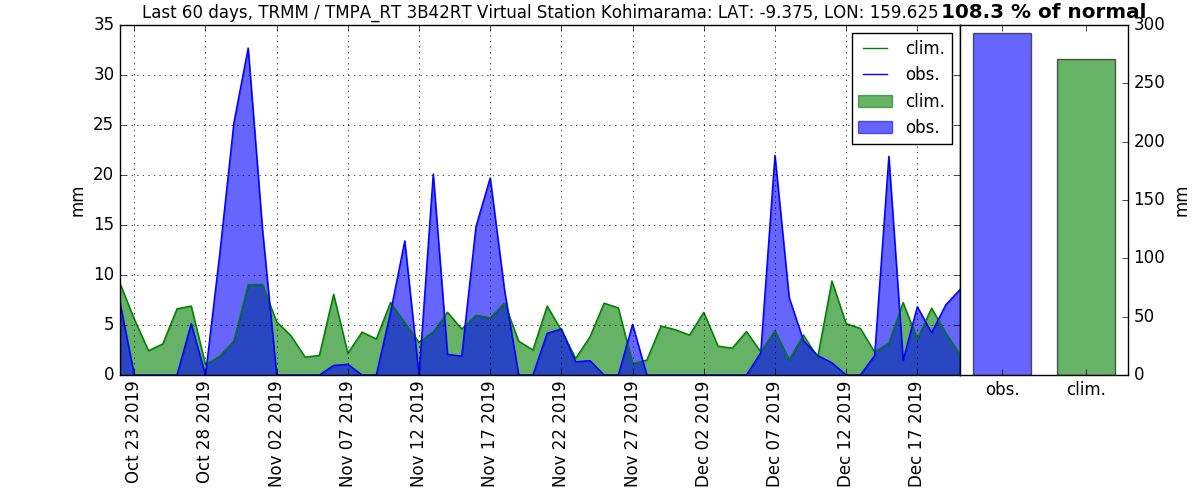 Last 60 days, TRMM / TMPA_RT 3B42RT Virtual Station Kohimarama: LAT: -9.375, LON: 159.625
108.3 % of normal
35
30
25
20
15
10
5
0
mm
clim.
obs.
clim.
obs.
Oct 23 2019
Oct 28 2019
Nov 02 2019
Nov 07 2019
Nov 12 2019
Nov 17 2019
Nov 22 2019
Nov 27 2019
Dec 02 2019
Dec 07 2019
Dec 12 2019
Dec 17 2019
300
250
200
150
100
50
0
mm
obs.
clim.